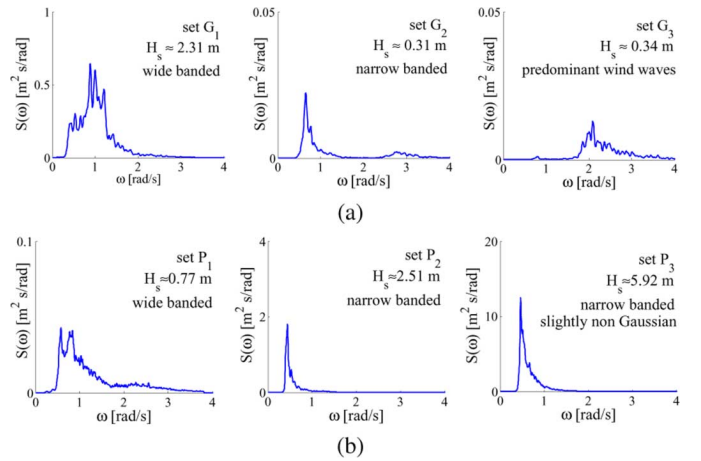 1
0.5
0
S(ω) [m² s/rad]
set G₁
Hₛ ≈ 2.31 m
wide banded
0 1 2 3 4
ω [rad/s]
0.05
0
S(ω) [m² s/rad]
set G₂
Hₛ ≈ 0.31 m
narrow banded
0 1 2 3 4
ω [rad/s]
0.05
0
S(ω) [m² s/rad]
set G₃
Hₛ ≈ 0.34 m
predominant wind waves
0 1 2 3 4
ω [rad/s]
(a)
0.1
0
S(ω) [m² s/rad]
set P₁
Hₛ≈0.77 m
wide banded
0 1 2 3 4
ω [rad/s]
4
2
0
S(ω) [m² s/rad]
set P₂
Hₛ≈2.51 m
narrow banded
0 1 2 3 4
ω [rad/s]
20
10
0
S(ω) [m² s/rad]
set P₃
Hₛ≈5.92 m
narrow banded
slightly non Gaussian
0 1 2 3 4
ω [rad/s]
(b)